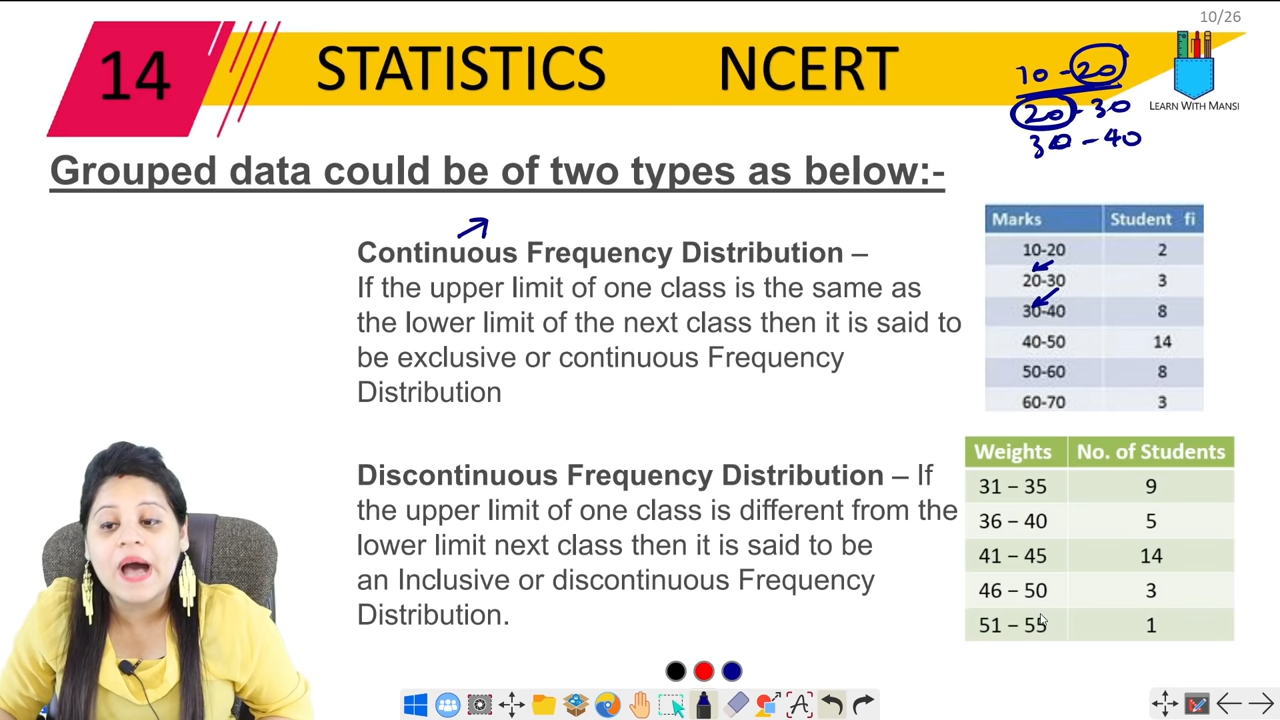 10/26
14
STATISTICS NCERT
LEARN WITH MANSI
10 - 20
20 - 30
30 - 40
Grouped data could be of two types as below:-
Continuous Frequency Distribution –
If the upper limit of one class is the same as
the lower limit of the next class then it is said to
be exclusive or continuous Frequency
Distribution
Marks Student fi
10-20 2
20-30 3
30-40 8
40-50 14
50-60 8
60-70 3
Discontinuous Frequency Distribution – If
the upper limit of one class is different from the
lower limit next class then it is said to be
an Inclusive or discontinuous Frequency
Distribution.
Weights No. of Students
31 – 35 9
36 – 40 5
41 – 45 14
46 – 50 3
51 – 55 1